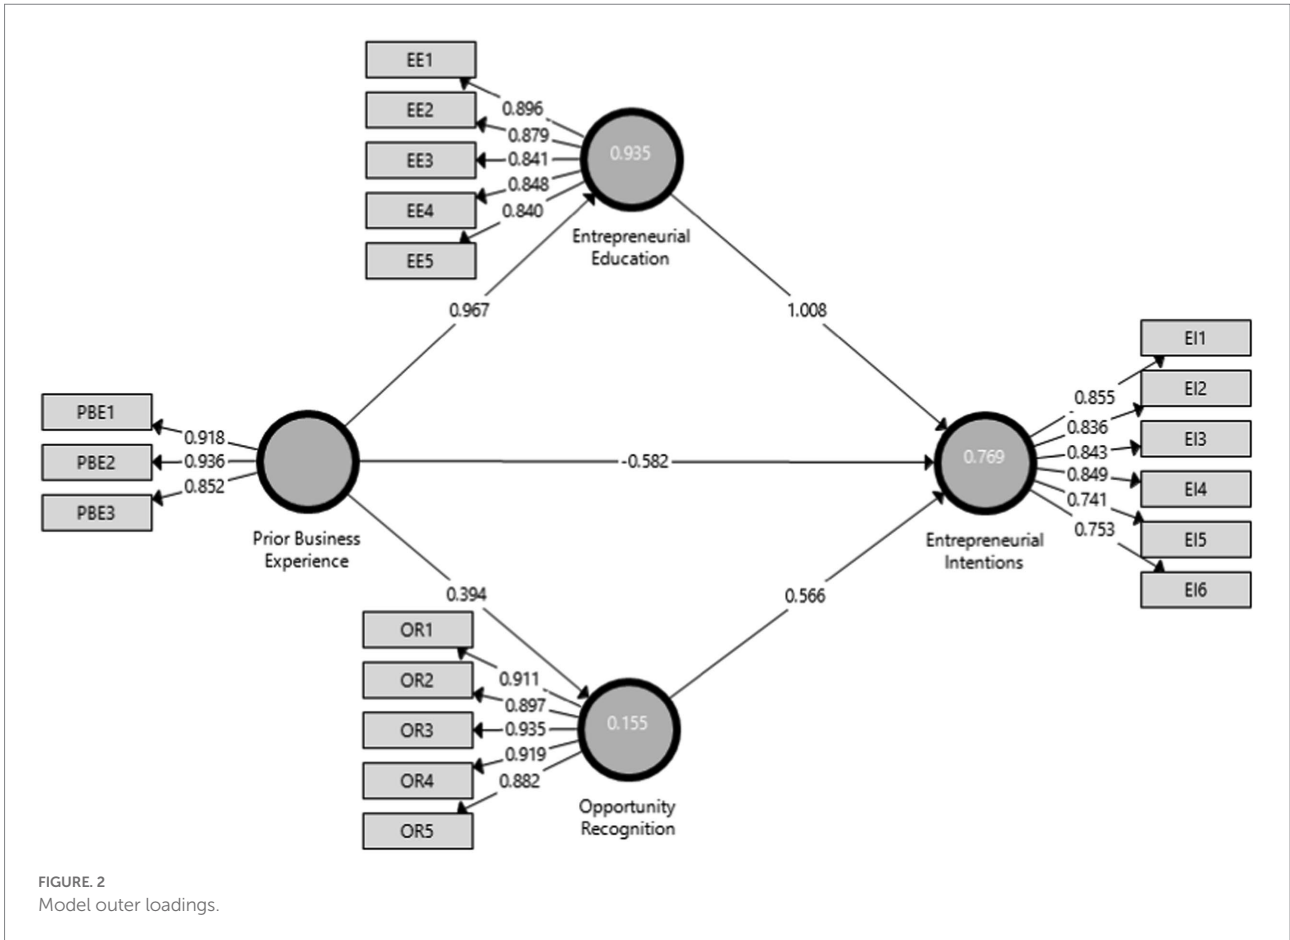 EE1
EE2
EE3
EE4
EE5
0.896
0.879
0.841
0.848
0.840
0.935
Entrepreneurial
Education
0.967
1.008
PBE1
PBE2
PBE3
0.918
0.936
0.852
Prior Business
Experience
-0.582
0.769
Entrepreneurial
Intentions
0.855
0.836
0.843
0.849
0.741
0.753
EI1
EI2
EI3
EI4
EI5
EI6
0.394
0.566
OR1
OR2
OR3
OR4
OR5
0.911
0.897
0.935
0.919
0.882
0.155
Opportunity
Recognition
FIGURE. 2
Model outer loadings.